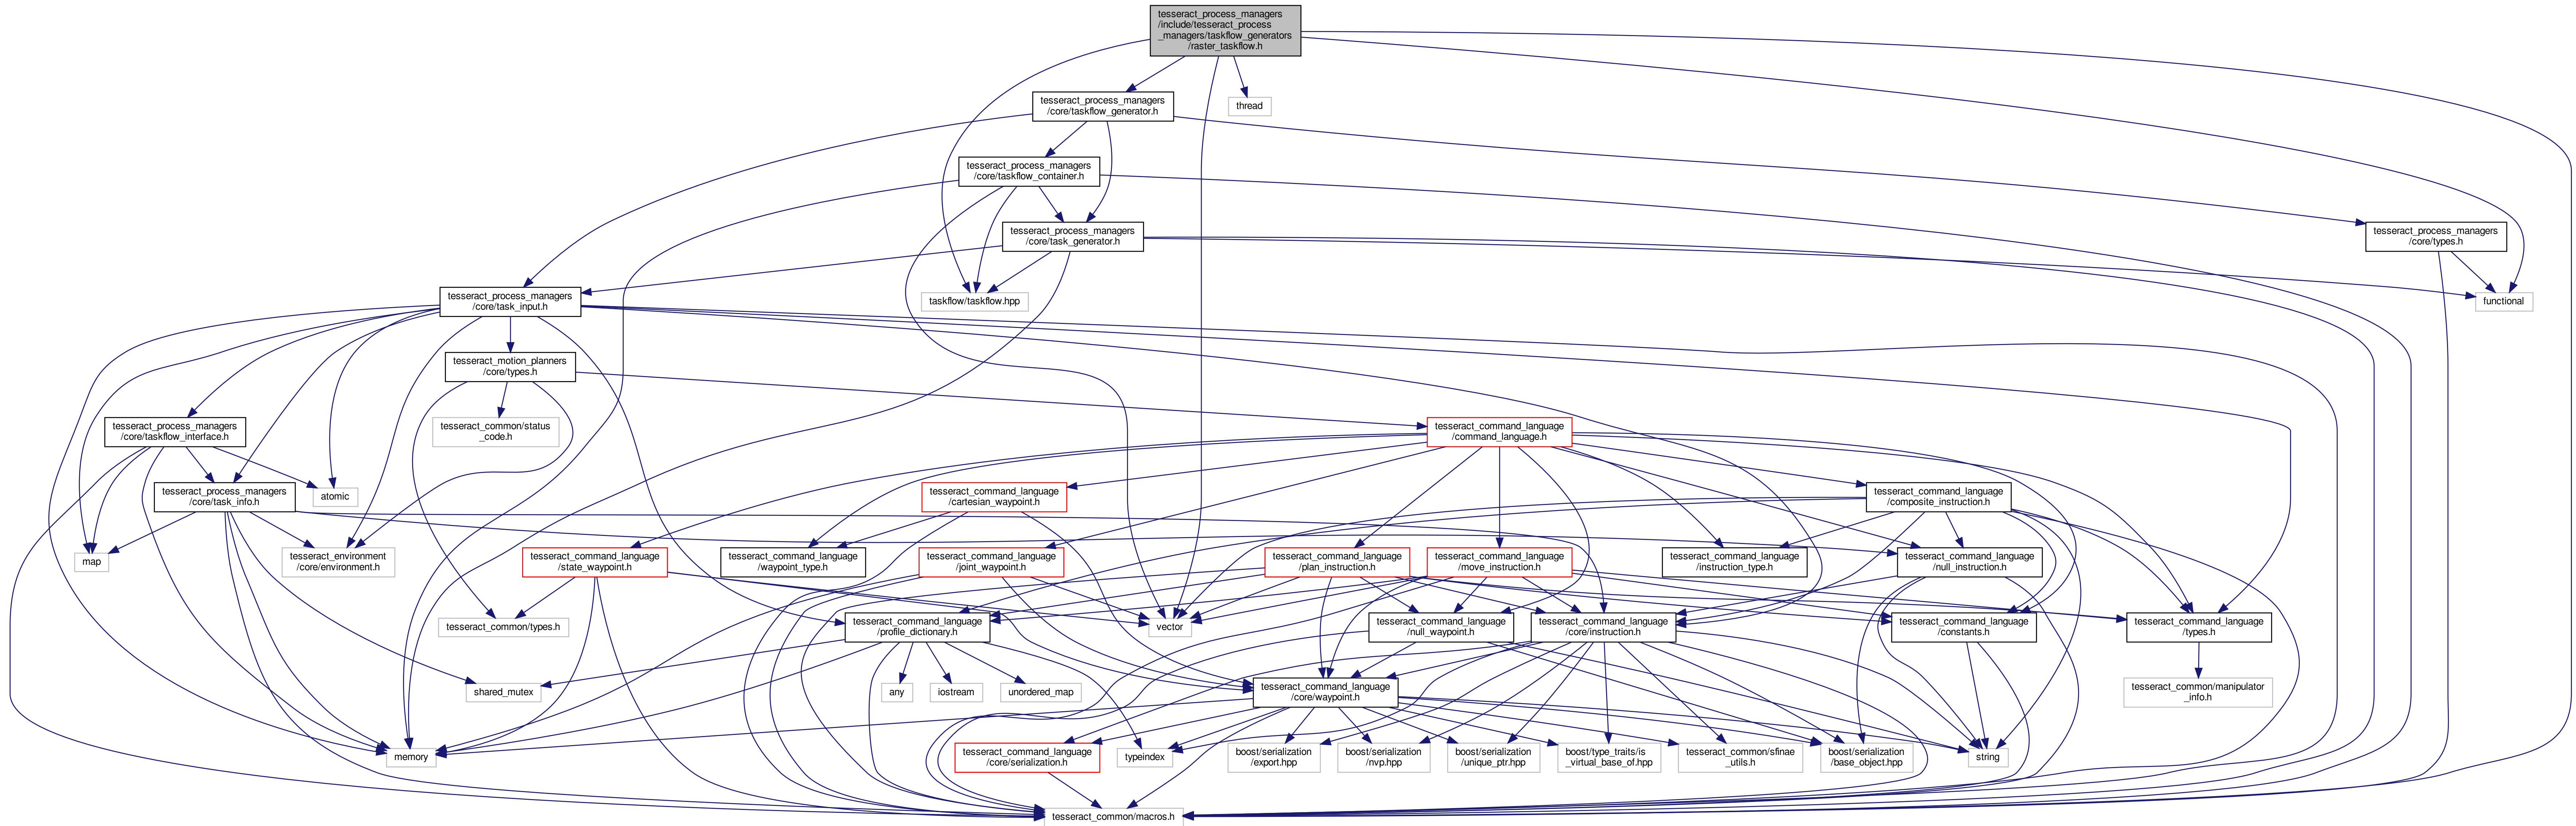 tesseract_process_managers
/include/tesseract_process
_managers/taskflow_generators
/raster_taskflow.h
tesseract_process_managers
/core/taskflow_generator.h
thread
tesseract_process_managers
/core/taskflow_container.h
tesseract_process_managers
/core/task_generator.h
tesseract_process_managers
/core/types.h
tesseract_process_managers
/core/task_input.h
taskflow/taskflow.hpp
functional
tesseract_motion_planners
/core/types.h
tesseract_process_managers
/core/taskflow_interface.h
tesseract_common/status
_code.h
tesseract_command_language
/command_language.h
tesseract_process_managers
/core/task_info.h
atomic
tesseract_command_language
/cartesian_waypoint.h
tesseract_command_language
/composite_instruction.h
map
tesseract_environment
/core/environment.h
tesseract_command_language
/state_waypoint.h
tesseract_command_language
/waypoint_type.h
tesseract_command_language
/joint_waypoint.h
tesseract_command_language
/plan_instruction.h
tesseract_command_language
/move_instruction.h
tesseract_command_language
/instruction_type.h
tesseract_command_language
/null_instruction.h
tesseract_common/types.h
tesseract_command_language
/profile_dictionary.h
vector
tesseract_command_language
/null_waypoint.h
tesseract_command_language
/core/instruction.h
tesseract_command_language
/constants.h
tesseract_command_language
/types.h
shared_mutex
any
iostream
unordered_map
tesseract_command_language
/core/waypoint.h
tesseract_common/manipulator
_info.h
memory
tesseract_command_language
/core/serialization.h
typeindex
boost/serialization
/export.hpp
boost/serialization
/nvp.hpp
boost/serialization
/unique_ptr.hpp
boost/type_traits/is
_virtual_base_of.hpp
tesseract_common/sfinae
_utils.h
boost/serialization
/base_object.hpp
string
tesseract_common/macros.h